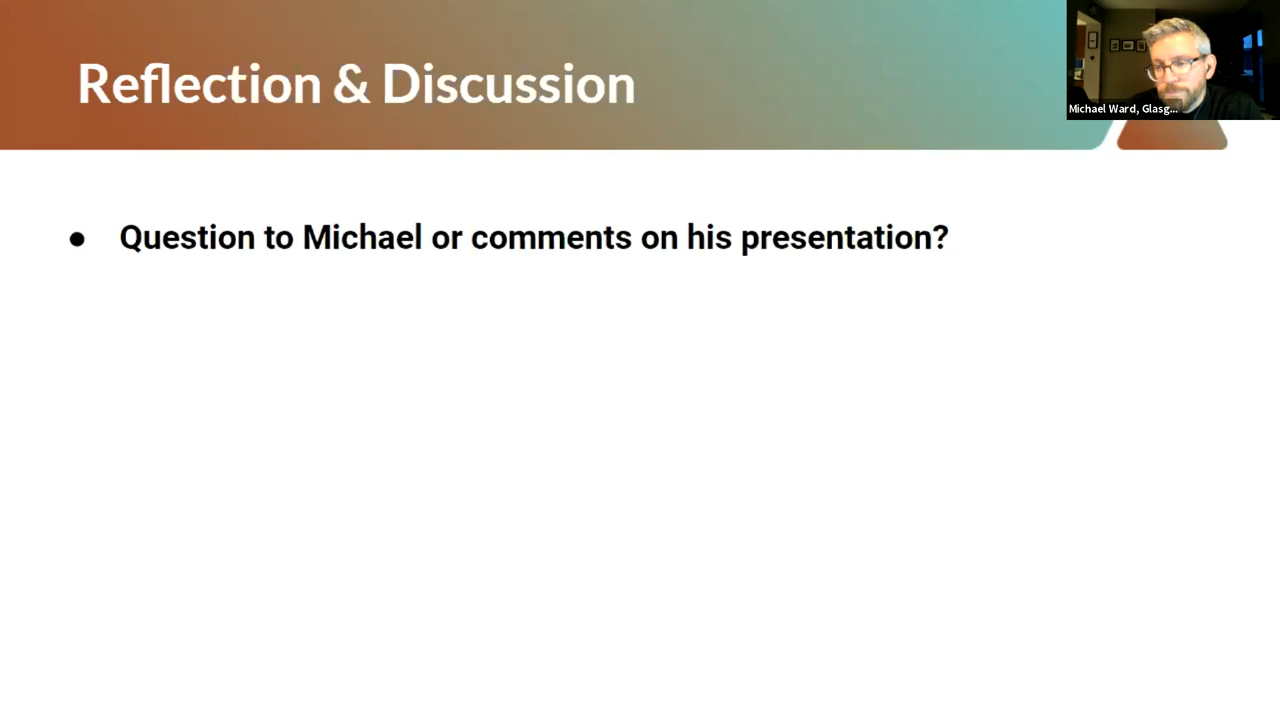 Reflection & Discussion
Michael Ward, Glasg...
● Question to Michael or comments on his presentation?